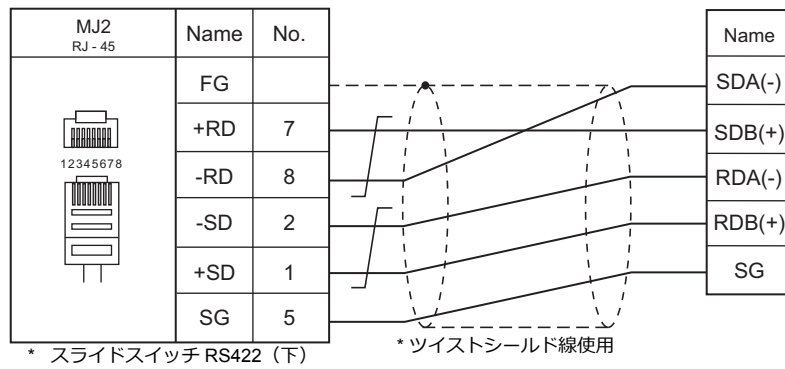 MJ2 Name No. Name
RJ - 45
FG SDA(-)
+RD 7 SDB(+)
12345678
-RD 8 RDA(-)
-SD 2 RDB(+)
+SD 1 SG
SG 5
* スライドスイッチ RS422（下）
* ツイストシールド線使用